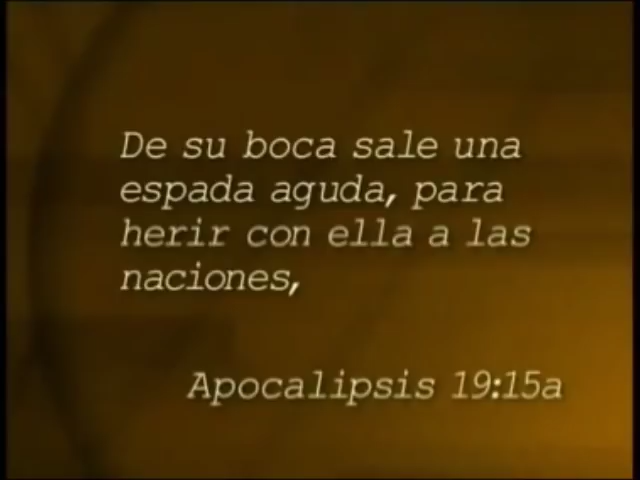 De su boca sale una
espada aguda, para
herir con ella a las
naciones,
Apocalipsis 19:15a